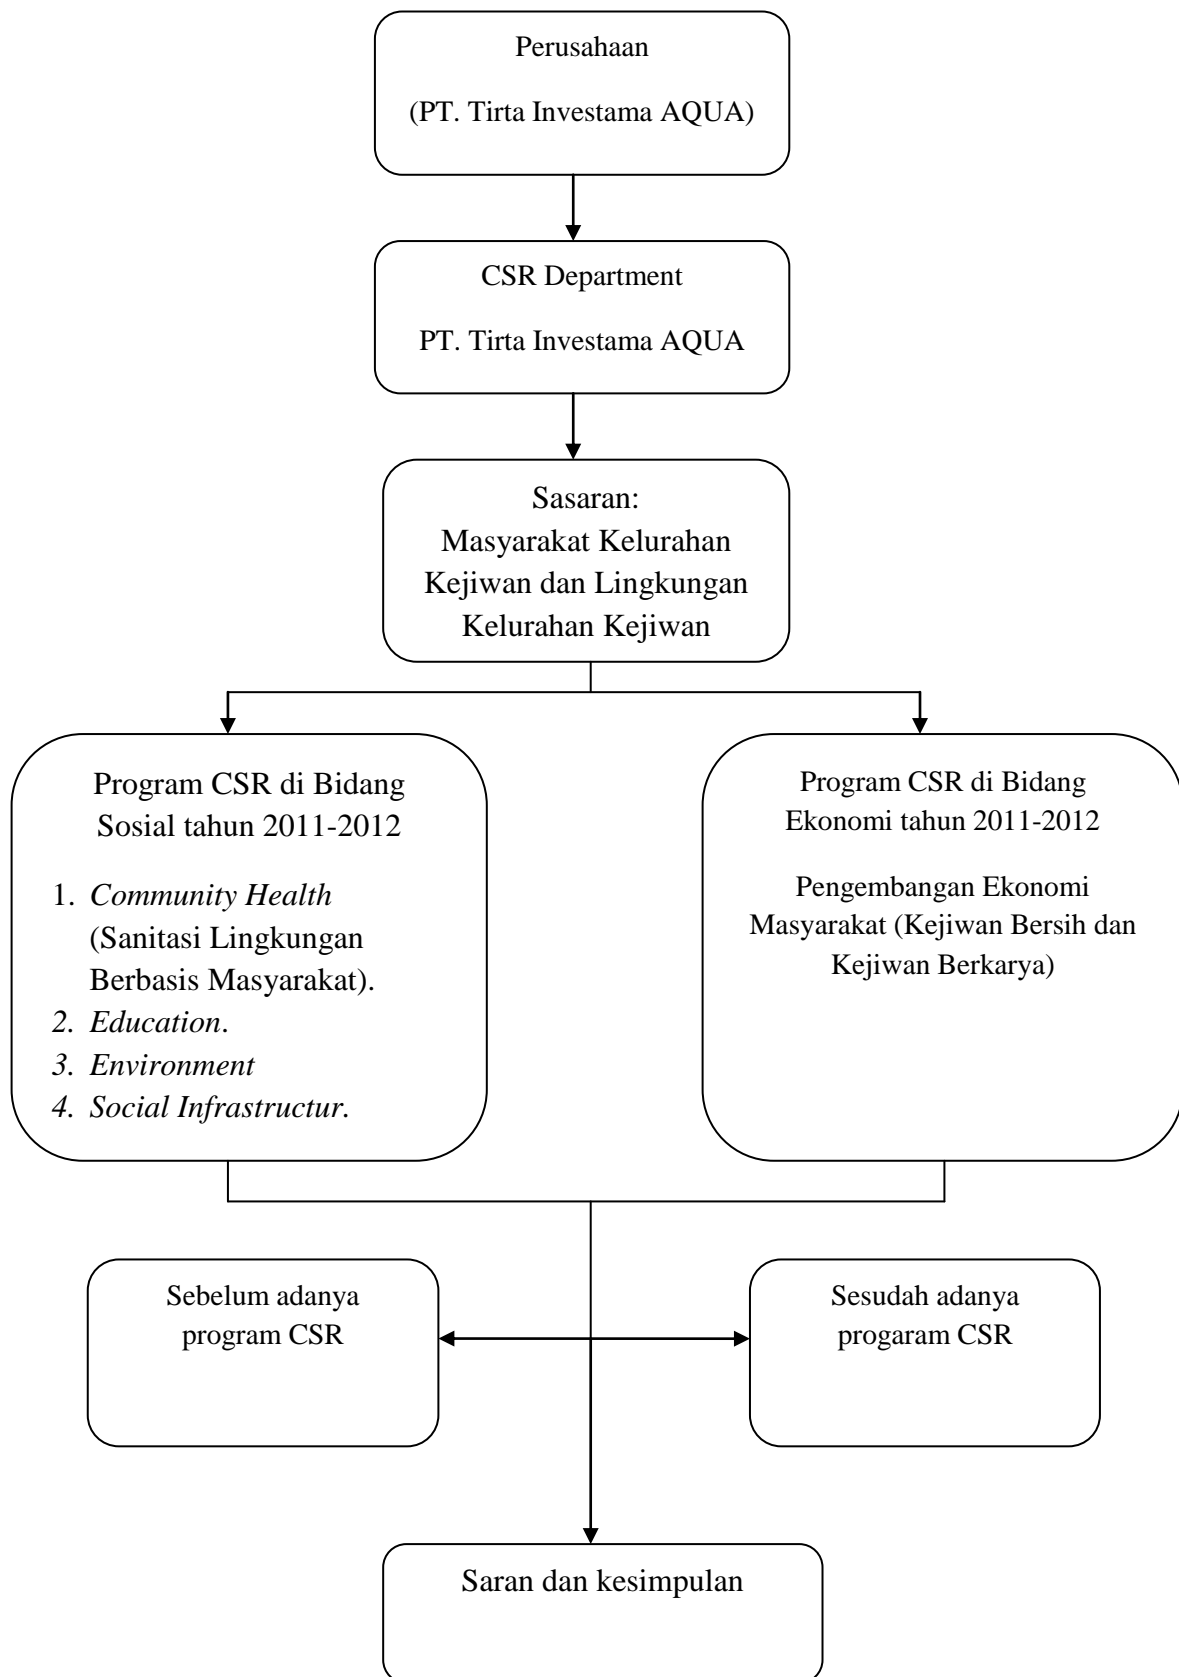 Perusahaan
(PT. Tirta Investama AQUA)
CSR Department
PT. Tirta Investama AQUA
Sasaran:
Masyarakat Kelurahan
Kejiwan dan Lingkungan
Kelurahan Kejiwan
Program CSR di Bidang
Sosial tahun 2011-2012
1. Community Health
(Sanitasi Lingkungan
Berbasis Masyarakat).
2. Education.
3. Environment
4. Social Infrastructur.
Program CSR di Bidang
Ekonomi tahun 2011-2012
Pengembangan Ekonomi
Masyarakat (Kejiwan Bersih dan
Kejiwan Berkarya)
Sebelum adanya
program CSR
Sesudah adanya
progaram CSR
Saran dan kesimpulan